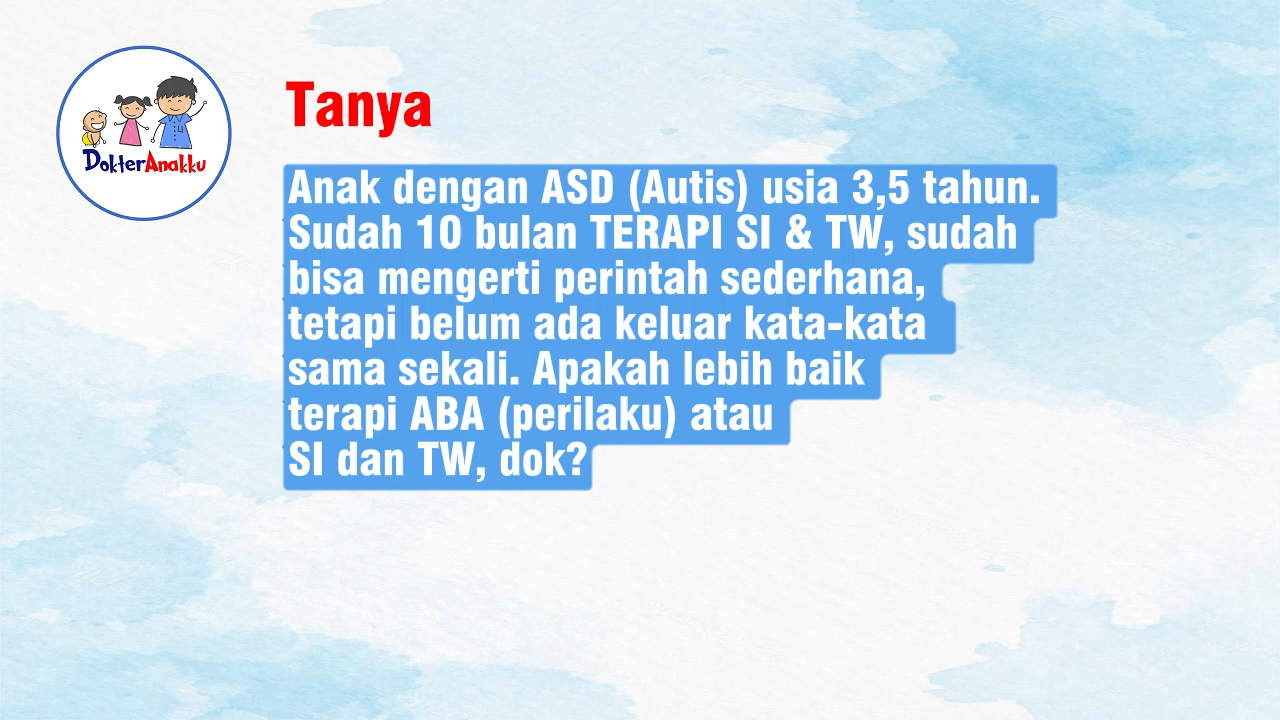 DokterAnakku
Tanya
Anak dengan ASD (Autis) usia 3,5 tahun.
Sudah 10 bulan TERAPI SI & TW, sudah
bisa mengerti perintah sederhana,
tetapi belum ada keluar kata-kata
sama sekali. Apakah lebih baik
terapi ABA (perilaku) atau
SI dan TW, dok?